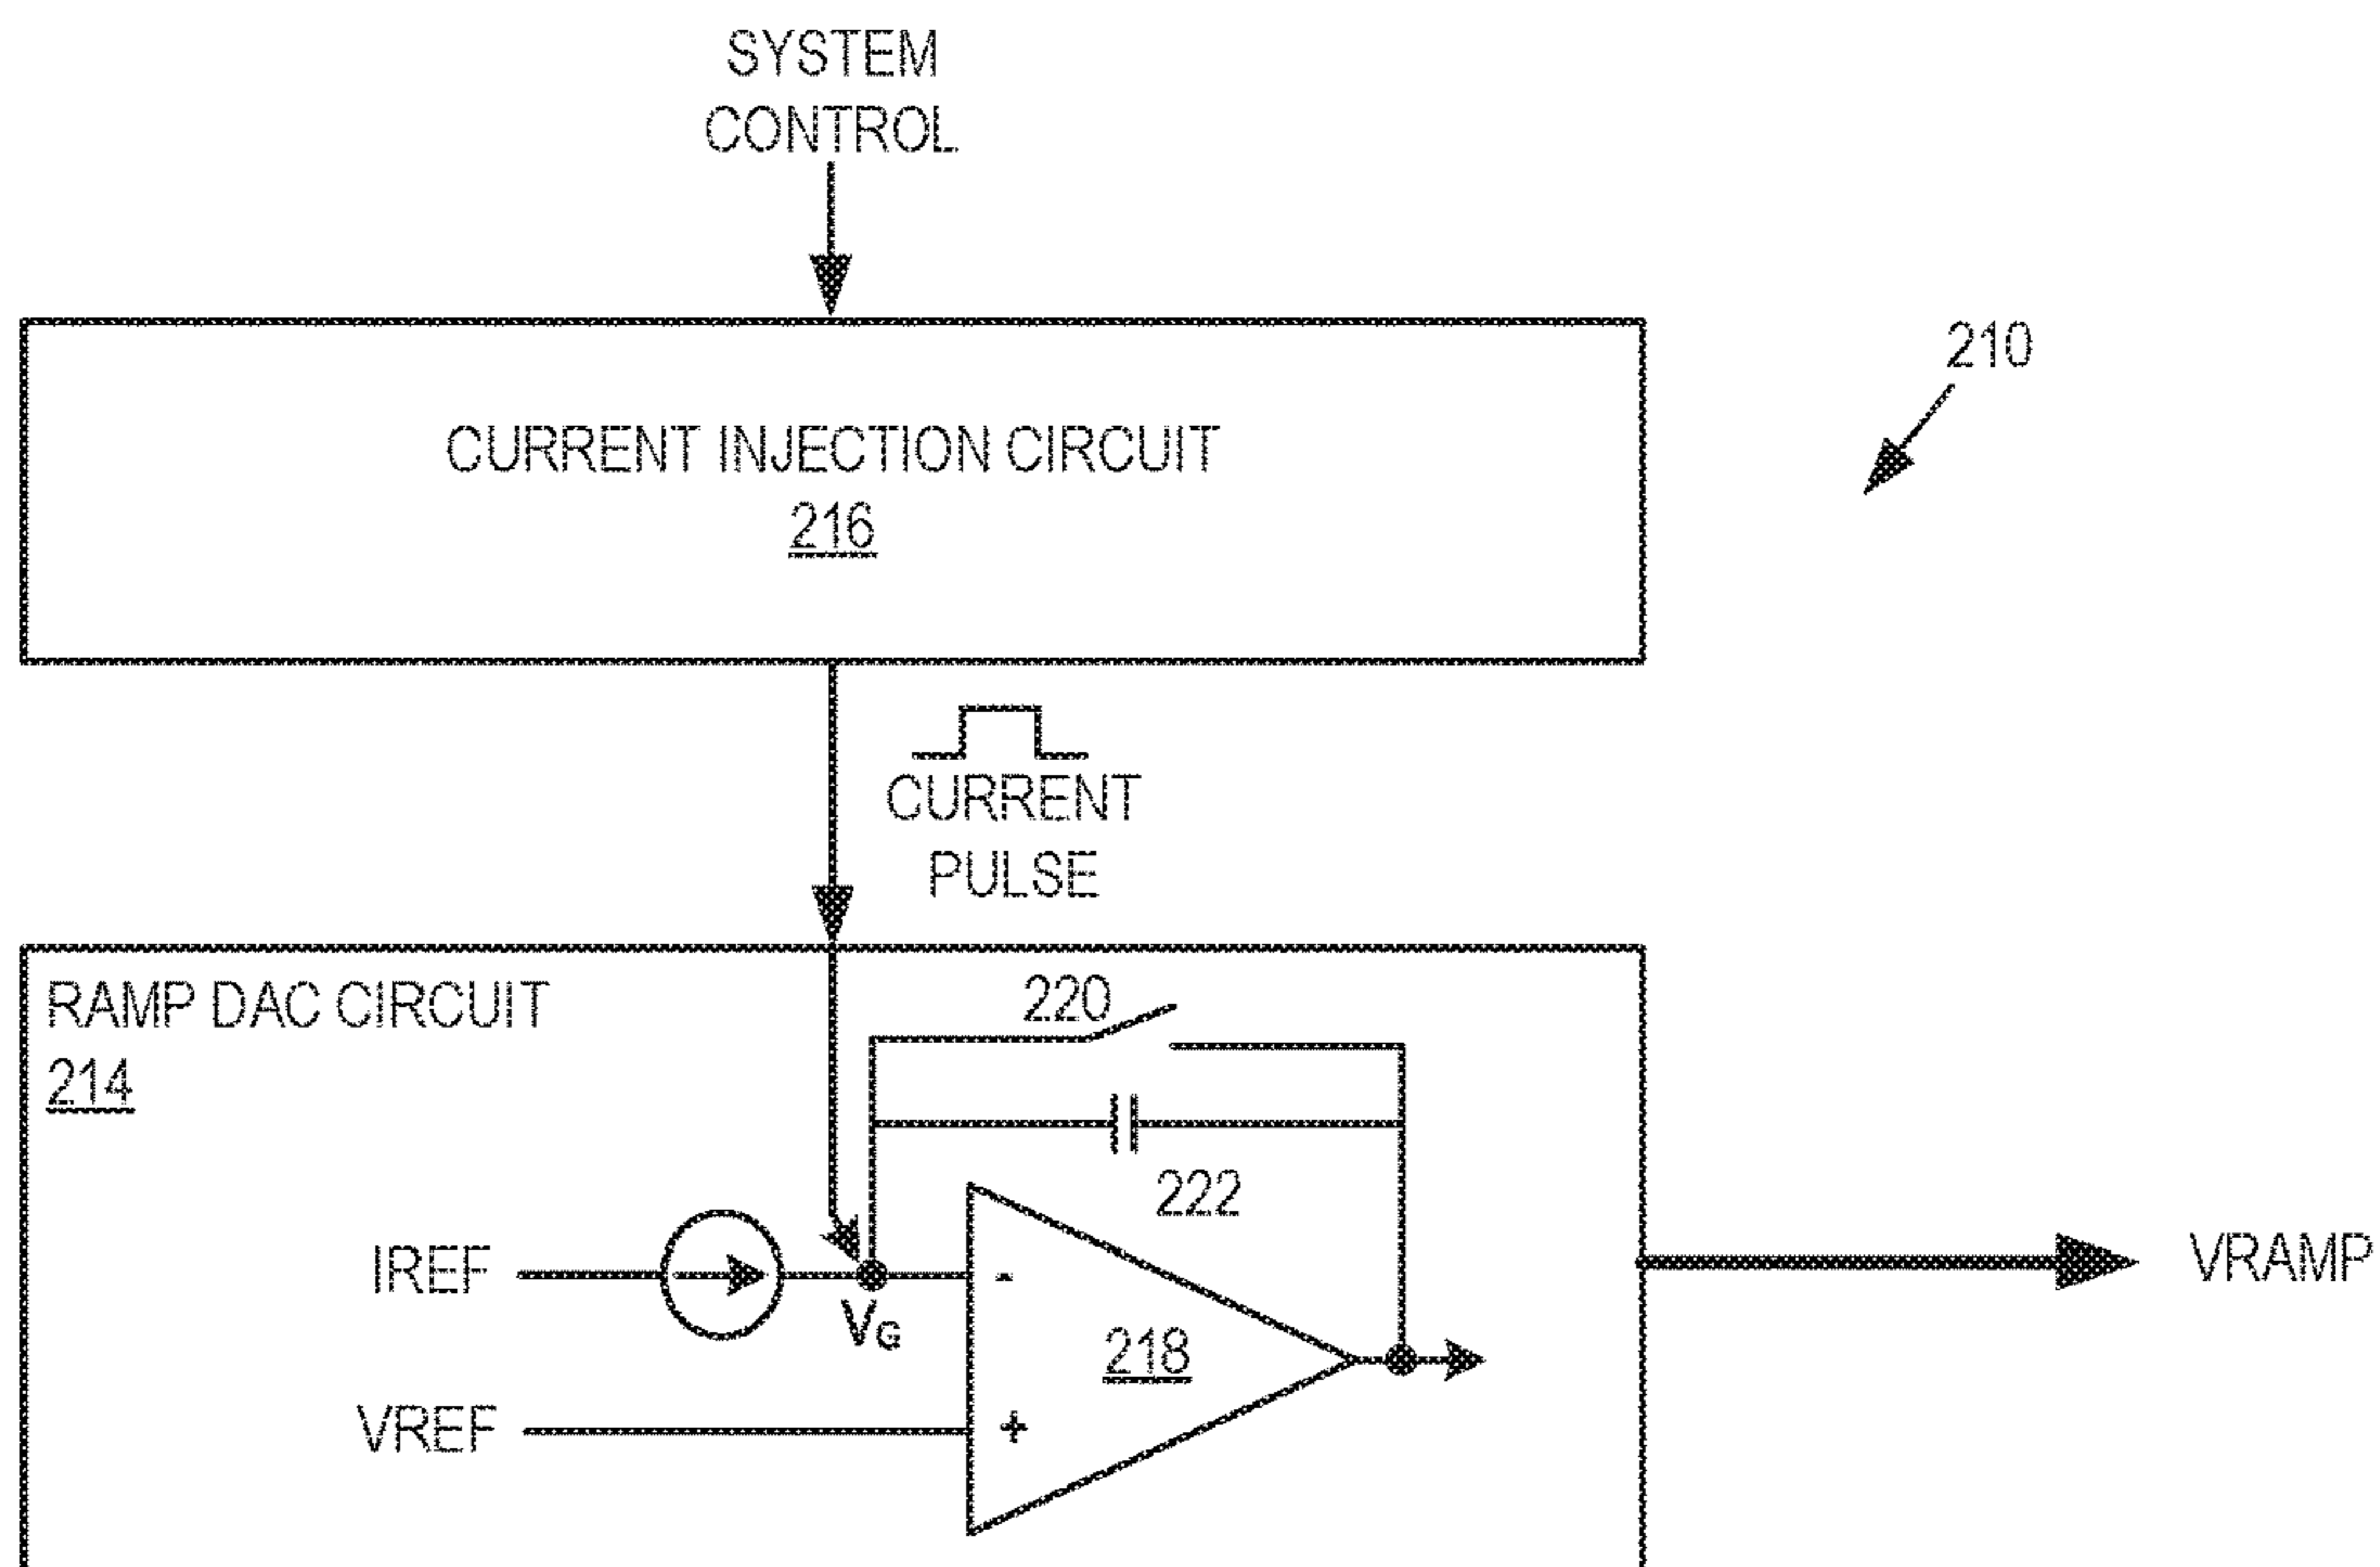 SYSTEM
CONTROL
210
CURRENT INJECTION CIRCUIT
216
CURRENT
PULSE
RAMP DAC CIRCUIT
214
220
222
IREF
VG
-
218
+
VREF
VRAMP